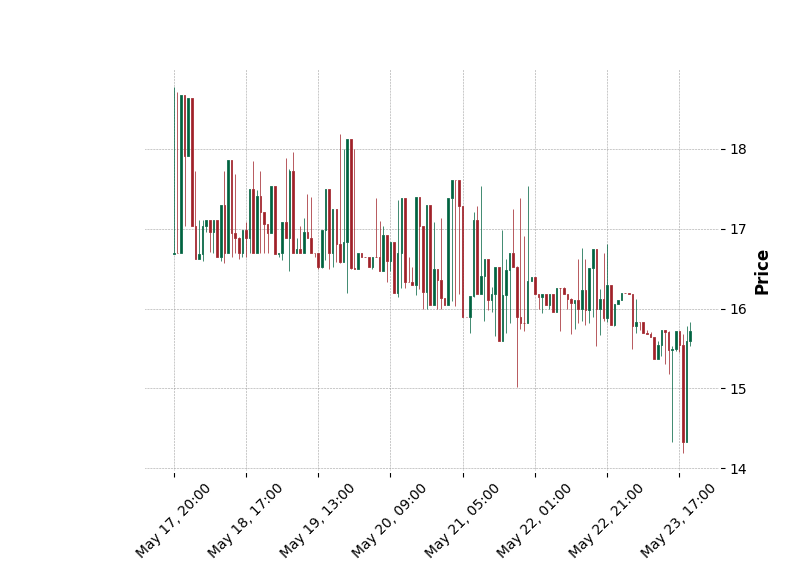 18
17
16
15
14
Price
May 17, 20:00
May 18, 17:00
May 19, 13:00
May 20, 09:00
May 21, 05:00
May 22, 01:00
May 22, 21:00
May 23, 17:00